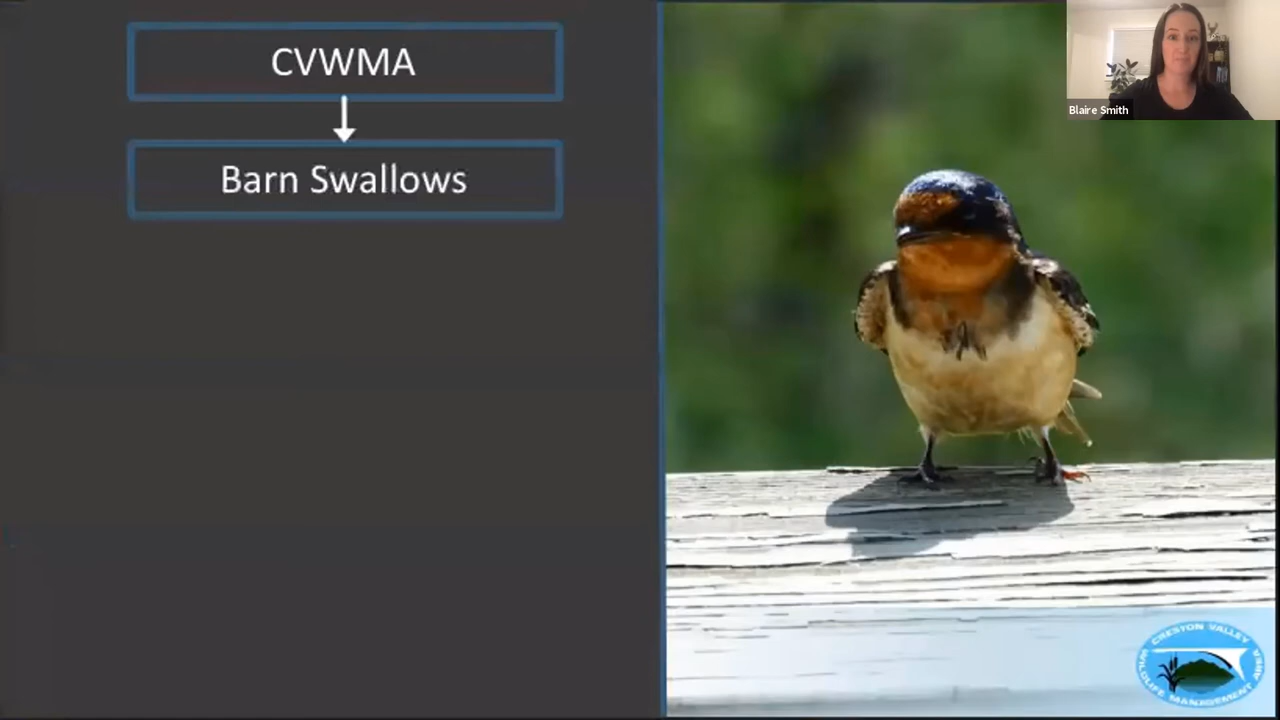 CVWMA
Barn Swallows
Blaire Smith
CRESTON VALLEY
WILDLIFE MANAGEMENT AREA